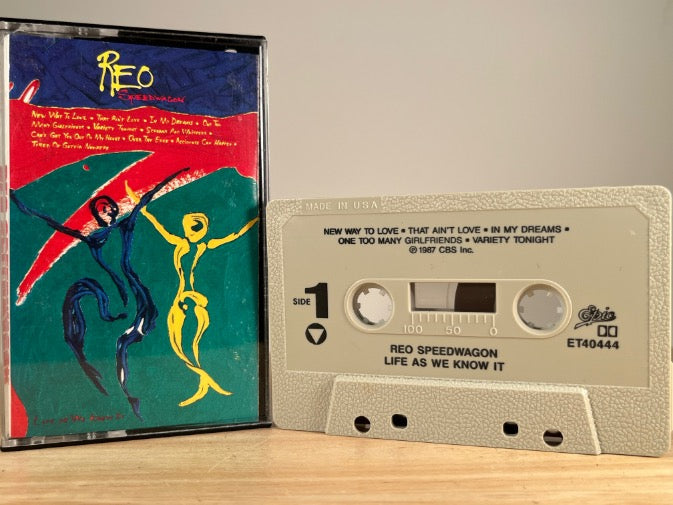 REO
SPEEDWAGON
NEW WAY TO LOVE • THAT AIN'T LOVE • IN MY DREAMS • ONE TOO
MANY GIRLFRIENDS • VARIETY TONIGHT • SCREAMS AND WHISPERS •
CAN'T GET YOU OUT OF MY HEART • OVER THE EDGE • ACCIDENTS CAN HAPPEN •
TIRED OF GETTIN' NOWHERE
LIFE AS WE KNOW IT
MADE IN U.S.A.
NEW WAY TO LOVE • THAT AIN'T LOVE • IN MY DREAMS •
ONE TOO MANY GIRLFRIENDS • VARIETY TONIGHT
℗ 1987 CBS Inc.
SIDE 1
100 50 0
Epic
ET40444
REO SPEEDWAGON
LIFE AS WE KNOW IT